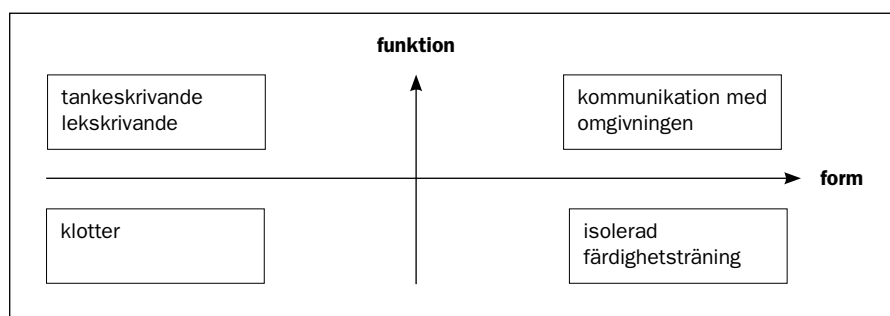 funktion
tankeskrivande
lekskrivande
kommunikation med
omgivningen
form
klotter
isolerad
färdighetsträning